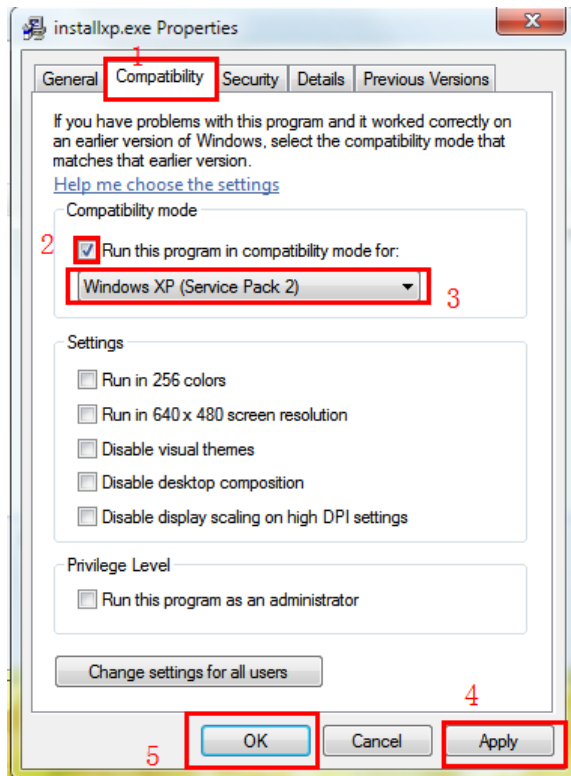 installxp.exe Properties
1
General Compatibility Security Details Previous Versions
If you have problems with this program and it worked correctly on
an earlier version of Windows, select the compatibility mode that
matches that earlier version.
Help me choose the settings
Compatibility mode
2 Run this program in compatibility mode for:
Windows XP (Service Pack 2) 3
Settings
Run in 256 colors
Run in 640 x 480 screen resolution
Disable visual themes
Disable desktop composition
Disable display scaling on high DPI settings
Privilege Level
Run this program as an administrator
Change settings for all users
4
OK Cancel Apply
5